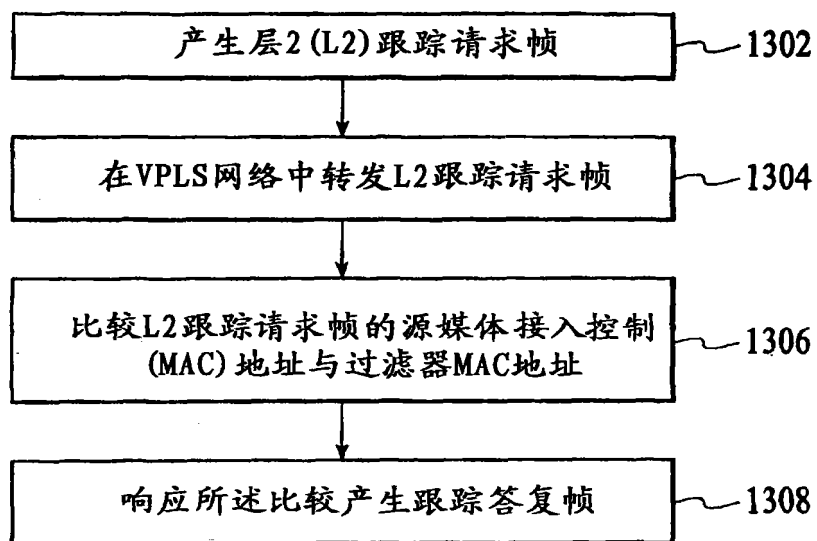 产生层2(L2)跟踪请求帧
1302
在VPLS网络中转发L2跟踪请求帧
1304
比较L2跟踪请求帧的源媒体接入控制
(MAC)地址与过滤器MAC地址
1306
响应所述比较产生跟踪答复帧
1308